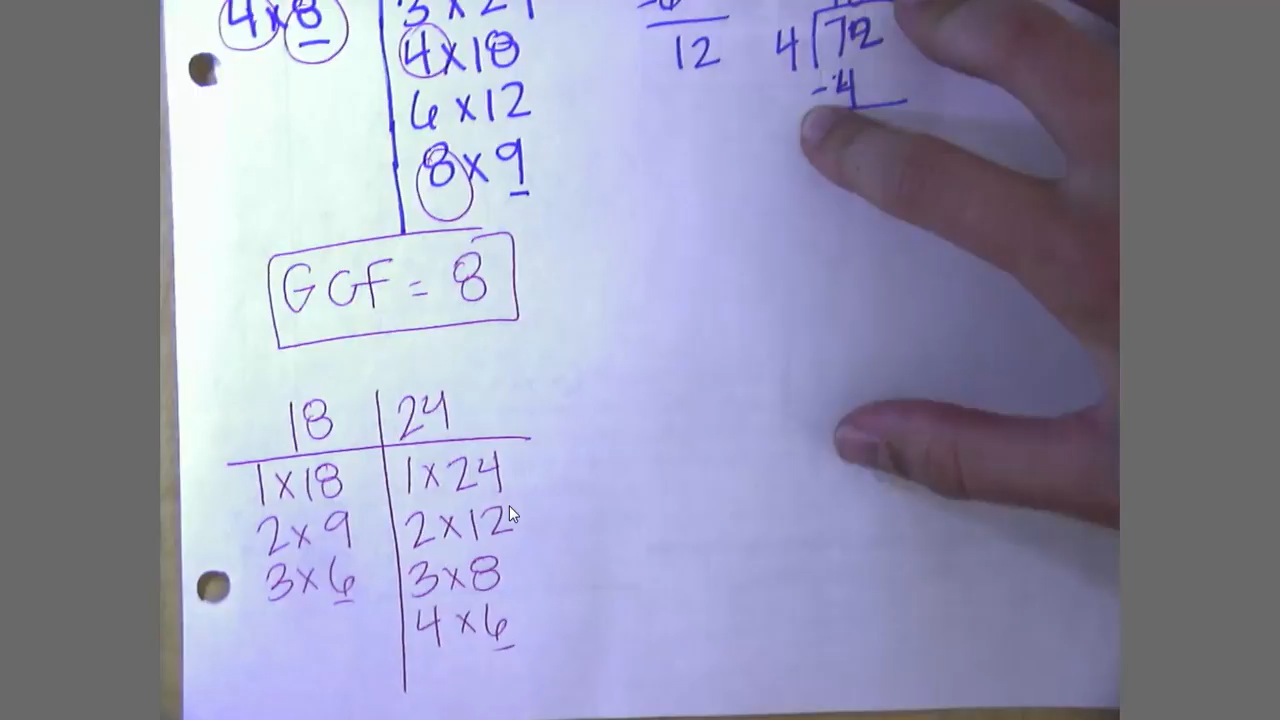 4x8
4x18
6x12
8x9
12
4 72
-4
GCF = 8
18 24
1x18 1x24
2x9 2x12
3x6 3x8
4x6